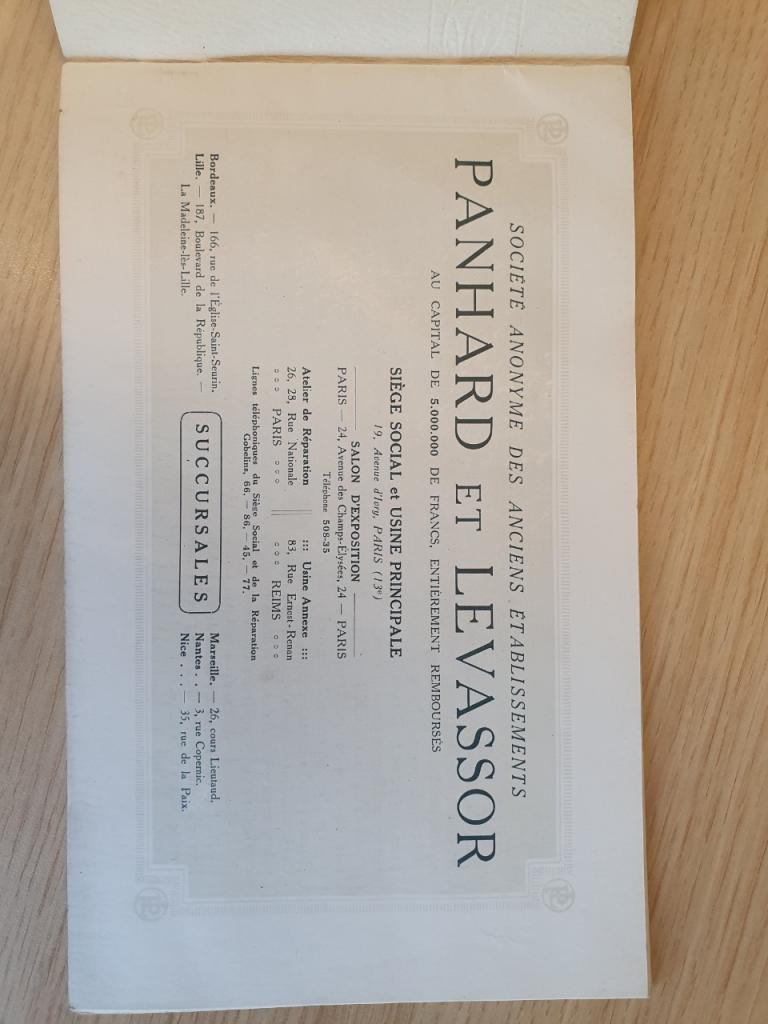 SOCIÉTÉ ANONYME DES ANCIENS ÉTABLISSEMENTS
PANHARD ET LEVASSOR
AU CAPITAL DE 5.000.000 DE FRANCS, ENTIÈREMENT REMBOURSÉS
SIÈGE SOCIAL et USINE PRINCIPALE
19, Avenue d'Ivry, PARIS (13e)
SALON D'EXPOSITION
PARIS — 24, Avenue des Champs-Élysées, 24 — PARIS
Téléphone 508-35
Atelier de Réparation
26, 28, Rue Nationale
◦◦◦ PARIS ◦◦◦
::: Usine Annexe :::
83, Rue Ernest-Renan
◦◦◦ REIMS ◦◦◦
Lignes téléphoniques du Siège Social et de la Réparation
Gobelins, 66. — 86. — 45. — 77.
Bordeaux. — 166, rue de l'Église-Saint-Seurin.
Lille. — 187, Boulevard de la République. —
La Madeleine-lès-Lille.
SUCCURSALES
Marseille. — 26, cours Lieutaud.
Nantes. . — 3, rue Copernic.
Nice . . . — 35, rue de la Paix.